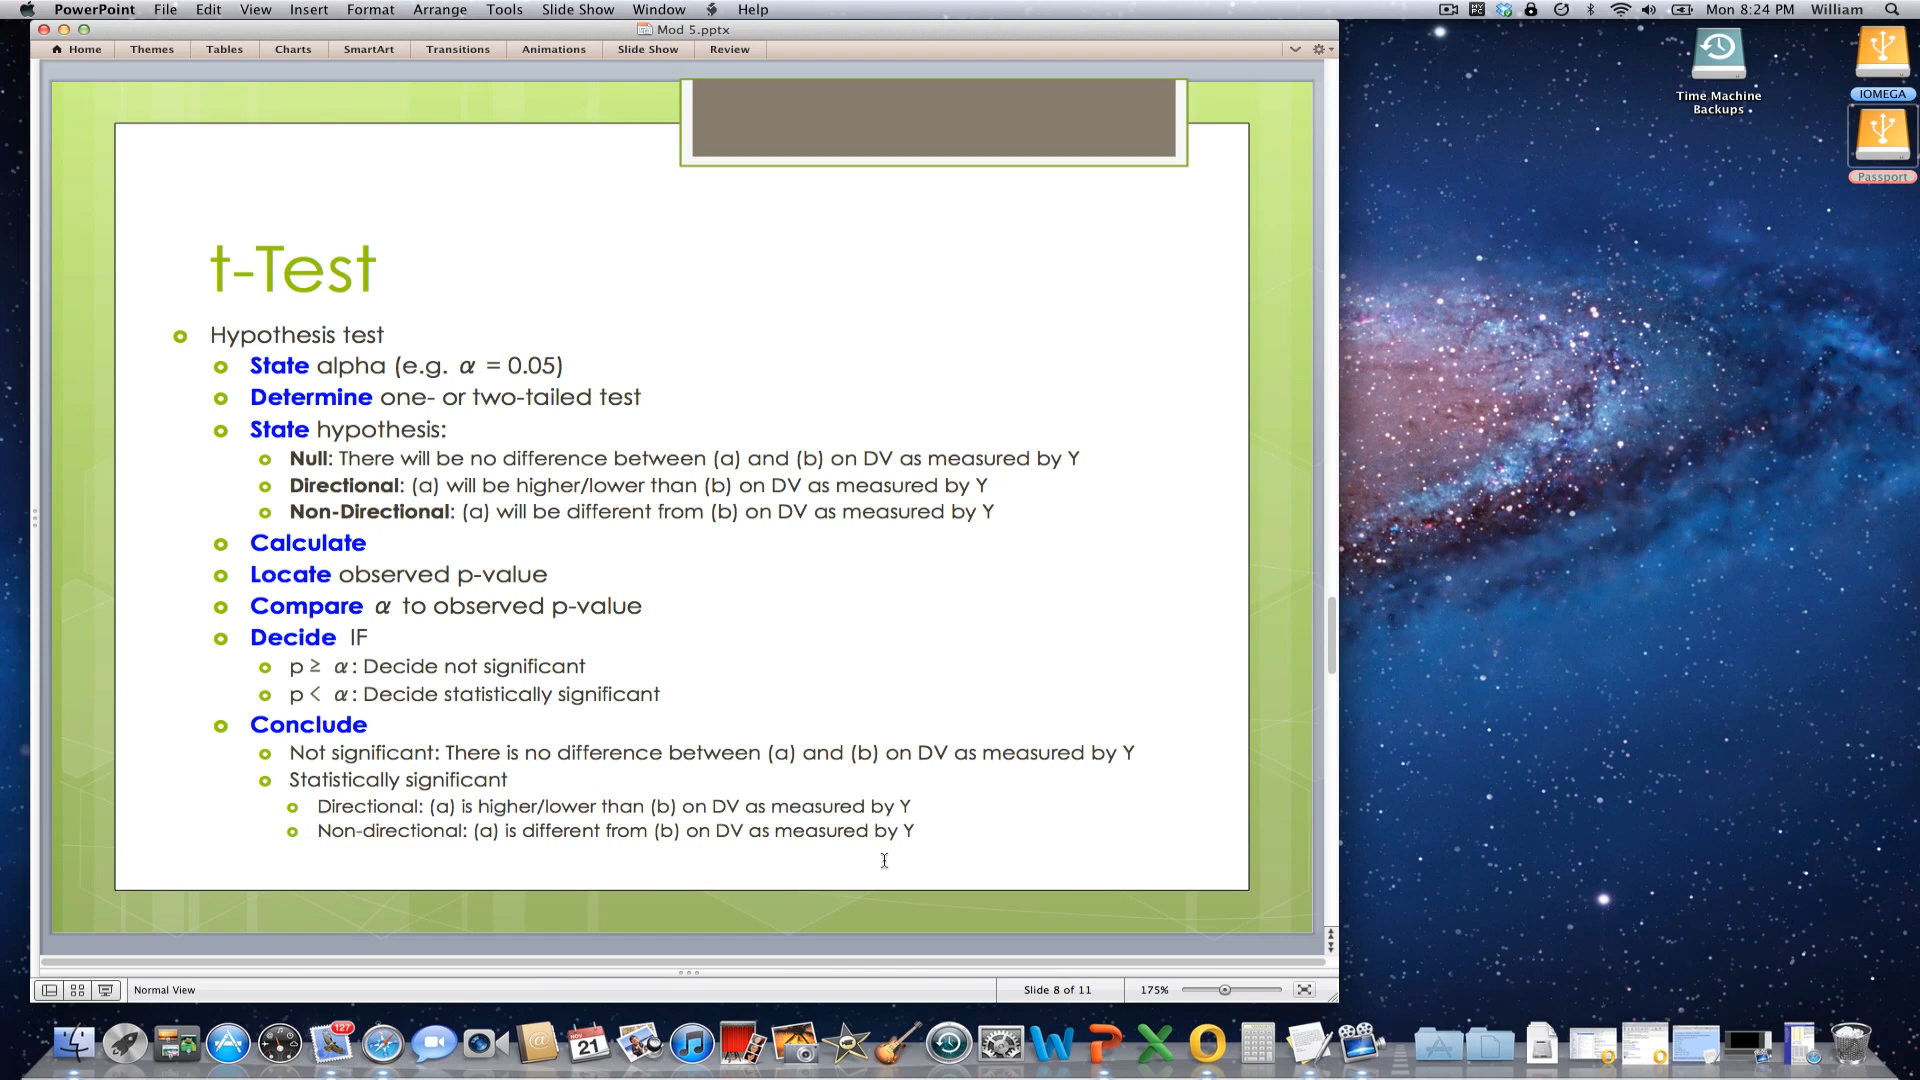 PowerPoint File Edit View Insert Format Arrange Tools Slide Show Window Help Mon 8:24 PM William
Mod 5.pptx
Home Themes Tables Charts SmartArt Transitions Animations Slide Show Review
Time Machine
Backups
IOMEGA
Passport
t-Test
Hypothesis test
State alpha (e.g. α = 0.05)
Determine one- or two-tailed test
State hypothesis:
Null: There will be no difference between (a) and (b) on DV as measured by Y
Directional: (a) will be higher/lower than (b) on DV as measured by Y
Non-Directional: (a) will be different from (b) on DV as measured by Y
Calculate
Locate observed p-value
Compare α to observed p-value
Decide IF
p ≥ α: Decide not significant
p < α: Decide statistically significant
Conclude
Not significant: There is no difference between (a) and (b) on DV as measured by Y
Statistically significant
Directional: (a) is higher/lower than (b) on DV as measured by Y
Non-directional: (a) is different from (b) on DV as measured by Y
Normal View Slide 8 of 11 175%
127
NOV
21